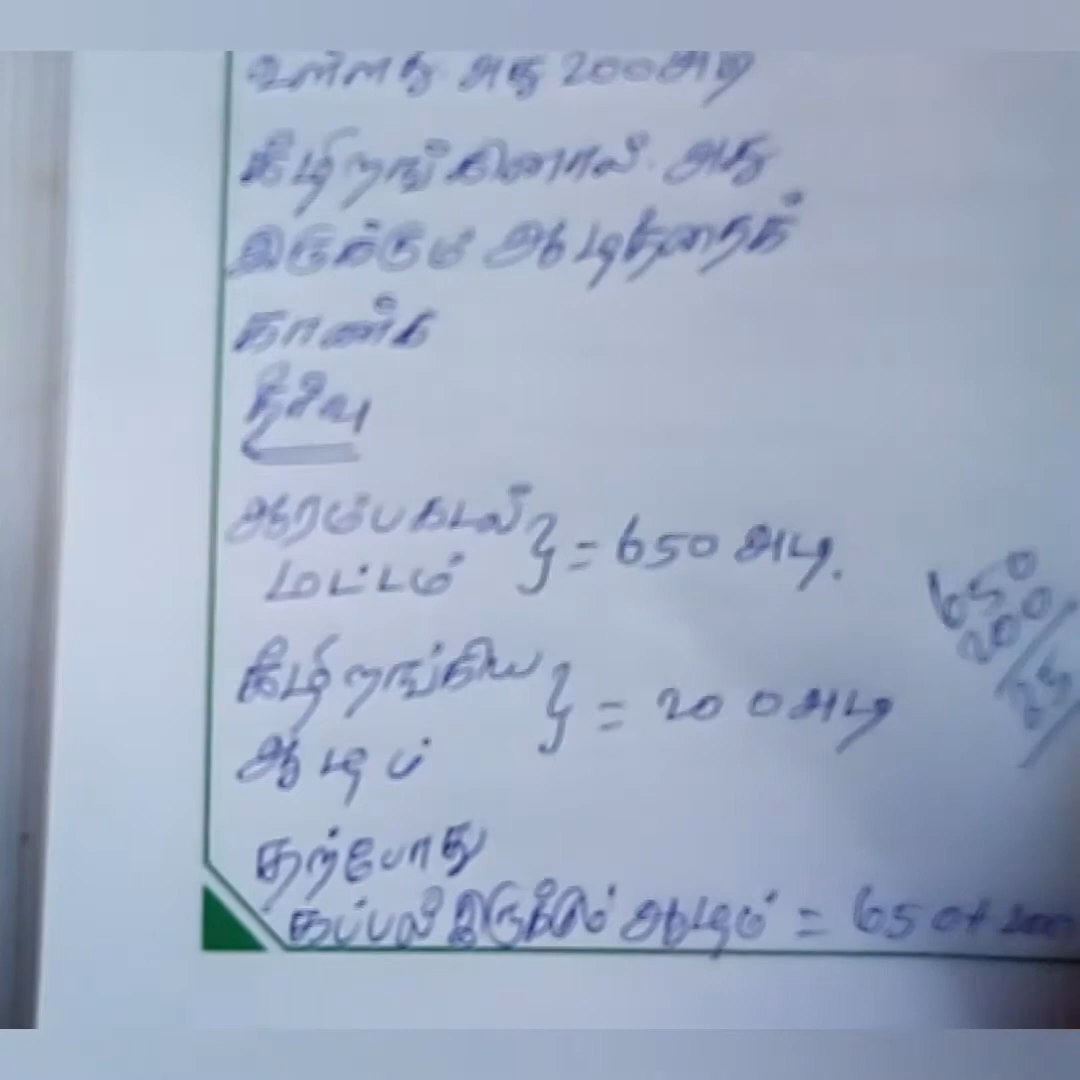 உள்ளது அது 200 அடி
கீழிறங்கினால் அது
இருக்கும் ஆழத்தைக்
காண்க
தீர்வு
ஆரம்ப கடல்
மட்டம் } = 650 அடி.
கீழிறங்கிய
ஆழம் } = 200 அடி
தற்போது
கப்பல் இருக்கும் ஆழம் = 650+200
650
200